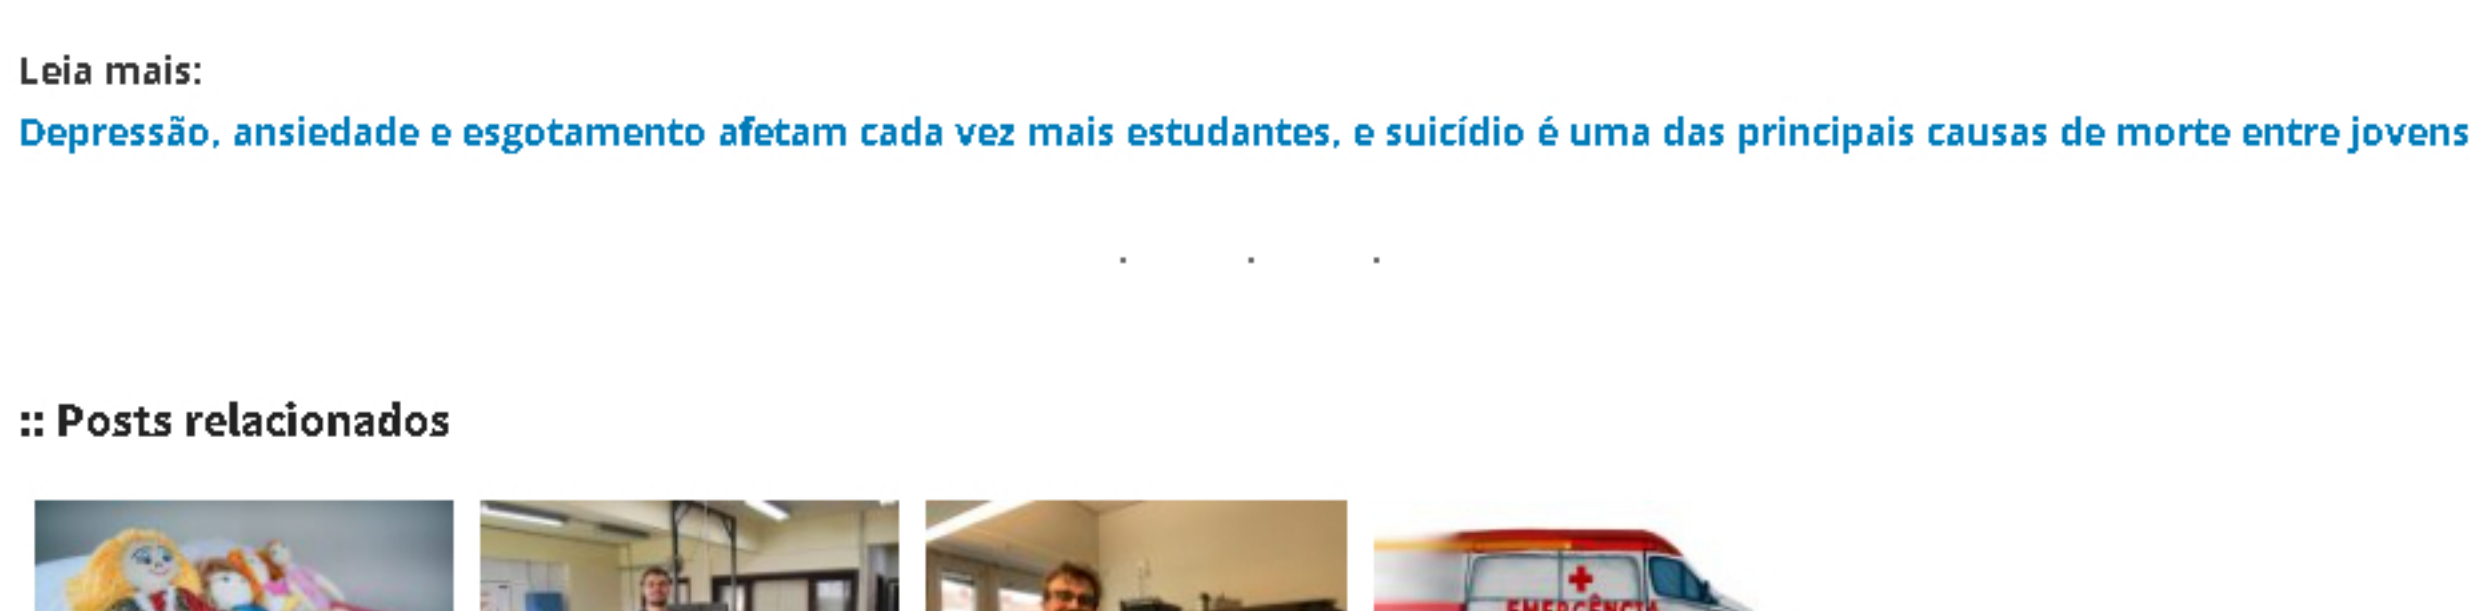 Leia mais:
Depressão, ansiedade e esgotamento afetam cada vez mais estudantes, e suicídio é uma das principais causas de morte entre jovens
. . .
:: Posts relacionados
EMERGÊNCIA